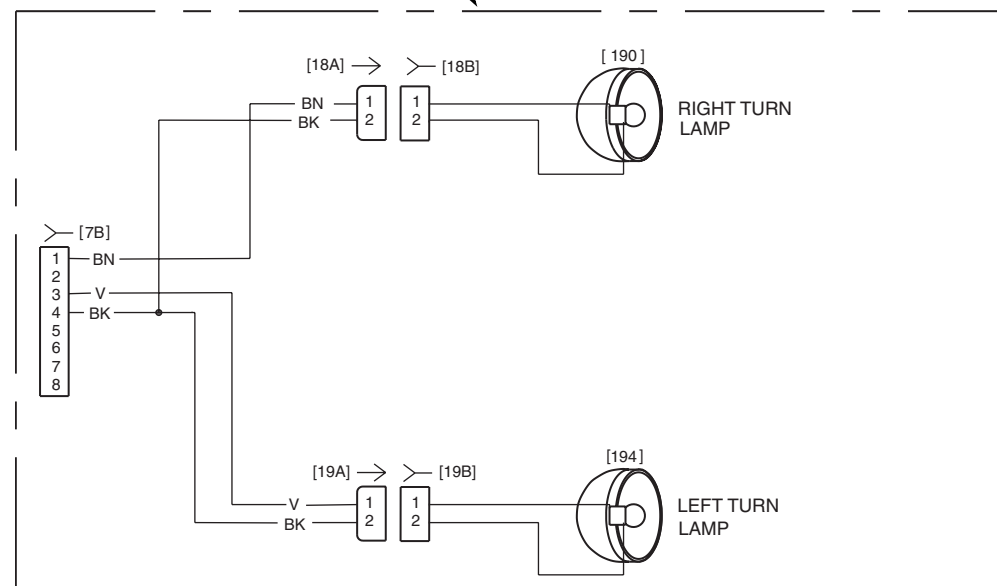 [ 190 ]
[18A] [18B]
BN 1 1
BK 2 2
RIGHT TURN
LAMP
[7B]
1 BN
2
3 V
4 BK
5
6
7
8
[194]
[19A] [19B]
V 1 1
BK 2 2
LEFT TURN
LAMP